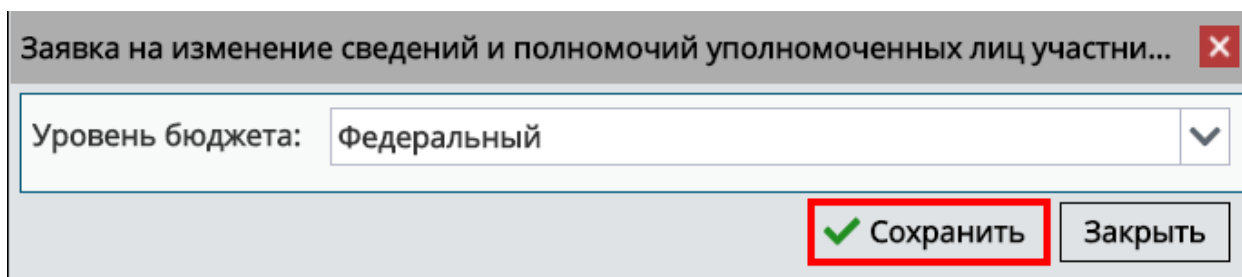 Заявка на изменение сведений и полномочий уполномоченных лиц участни...
Уровень бюджета: Федеральный
Сохранить Закрыть